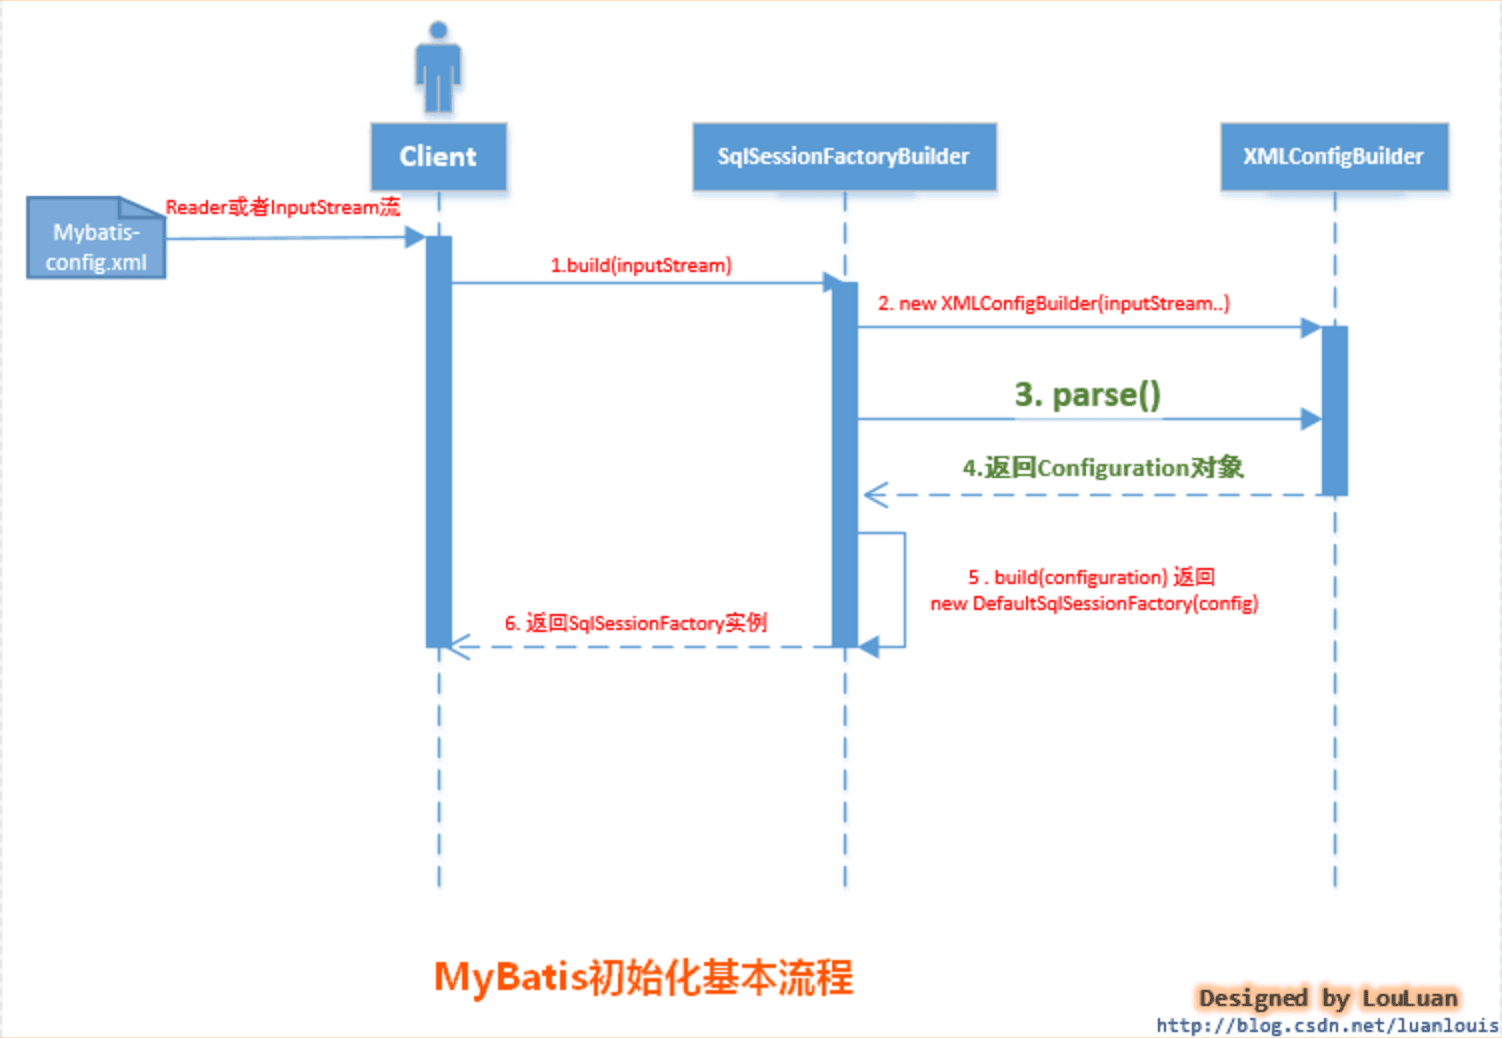 Client
SqlSessionFactoryBuilder
XMLConfigBuilder
Reader或者InputStream流
Mybatis-
config.xml
1.build(inputStream)
2. new XMLConfigBuilder(inputStream..)
3. parse()
4.返回Configuration对象
5 . build(configuration) 返回
new DefaultSqlSessionFactory(config)
6. 返回SqlSessionFactory实例
MyBatis初始化基本流程
Designed by LouLuan
http://blog.csdn.net/luanlouis